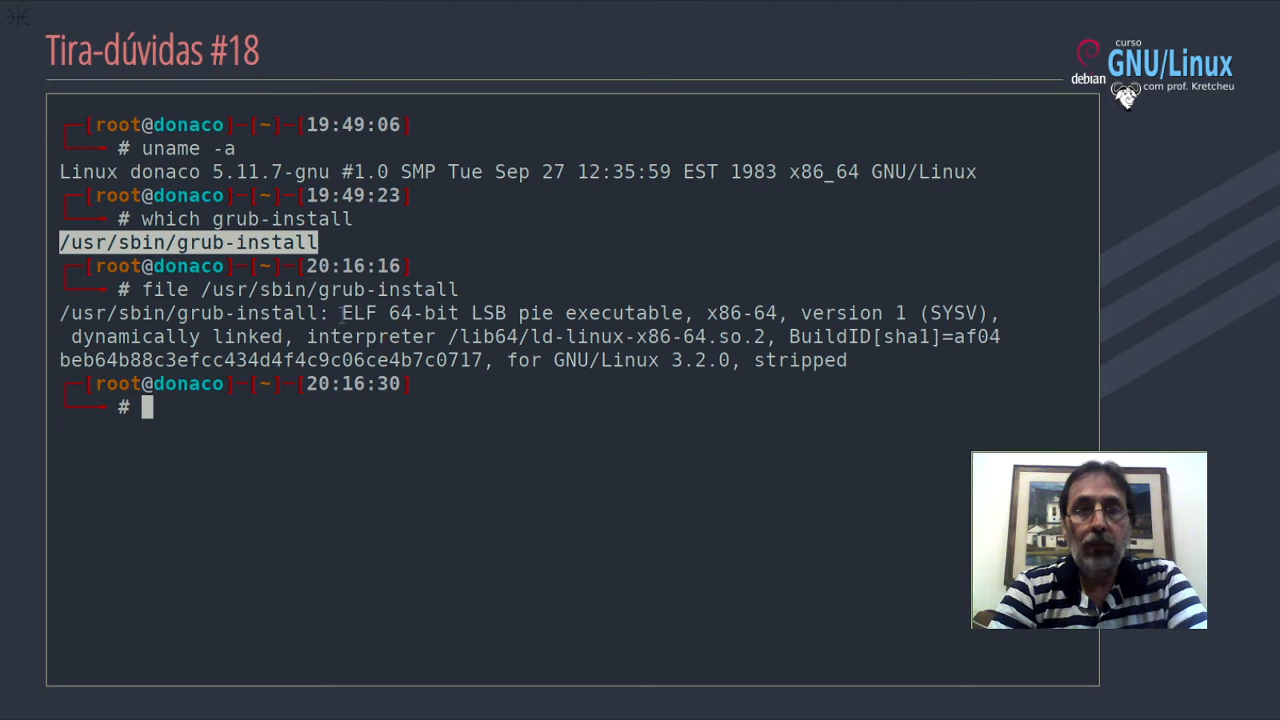 Tira-dúvidas #18
curso
GNU/Linux
debian
com prof. Kretcheu
┌─[root@donaco]─[~]─[19:49:06]
└──╼ # uname -a
Linux donaco 5.11.7-gnu #1.0 SMP Tue Sep 27 12:35:59 EST 1983 x86_64 GNU/Linux
┌─[root@donaco]─[~]─[19:49:23]
└──╼ # which grub-install
/usr/sbin/grub-install
┌─[root@donaco]─[~]─[20:16:16]
└──╼ # file /usr/sbin/grub-install
/usr/sbin/grub-install: ELF 64-bit LSB pie executable, x86-64, version 1 (SYSV),
dynamically linked, interpreter /lib64/ld-linux-x86-64.so.2, BuildID[sha1]=af04
beb64b88c3efcc434d4f4c9c06ce4b7c0717, for GNU/Linux 3.2.0, stripped
┌─[root@donaco]─[~]─[20:16:30]
└──╼ #